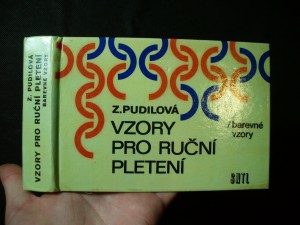 Z. PUDILOVÁ
VZORY PRO RUČNÍ PLETENÍ
BAREVNÉ VZORY
Z. PUDILOVÁ
VZORY
PRO RUČNÍ
PLETENÍ
/barevné
vzory
SNTL